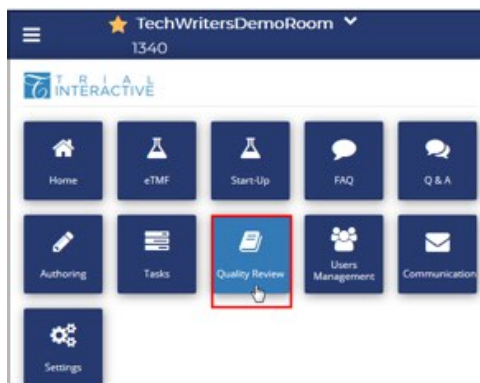 TechWritersDemoRoom
1340
TRIAL
INTERACTIVE
Home
eTMF
Start-Up
FAQ
Q & A
Authoring
Tasks
Quality Review
Users
Management
Communication
Settings